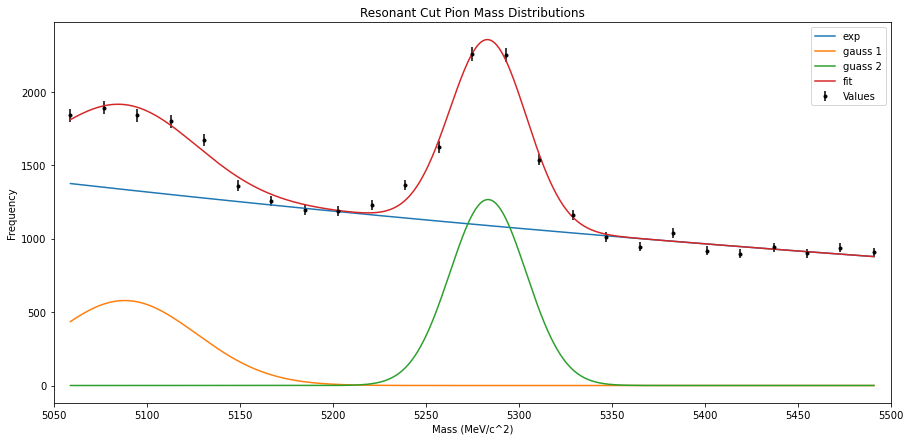 Resonant Cut Pion Mass Distributions
exp
gauss 1
guass 2
fit
Values
Frequency
2000
1500
1000
500
0
5050 5100 5150 5200 5250 5300 5350 5400 5450 5500
Mass (MeV/c^2)